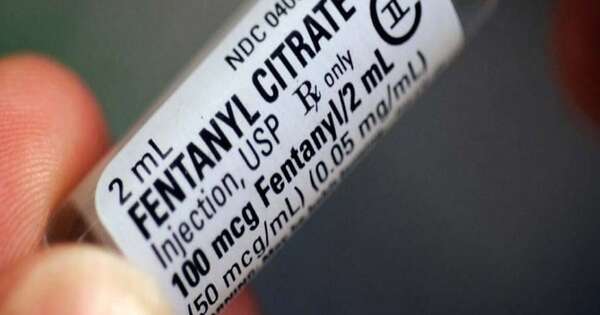 NDC 040
2 mL
FENTANYL CITRATE II
Injection, USP Rx only
100 mcg Fentanyl/2 mL
(50 mcg/mL) (0.05 mg/mL)